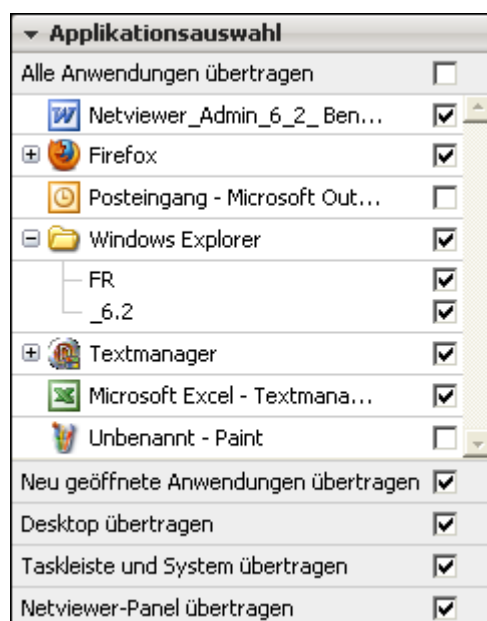 Applikationsauswahl
Alle Anwendungen übertragen
Netviewer_Admin_6_2_ Ben...
Firefox
Posteingang - Microsoft Out...
Windows Explorer
FR
_6.2
Textmanager
Microsoft Excel - Textmana...
Unbenannt - Paint
Neu geöffnete Anwendungen übertragen
Desktop übertragen
Taskleiste und System übertragen
Netviewer-Panel übertragen